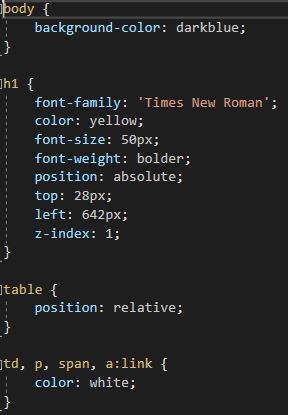 body {
    background-color: darkblue;
}

h1 {
    font-family: 'Times New Roman';
    color: yellow;
    font-size: 50px;
    font-weight: bolder;
    position: absolute;
    top: 28px;
    left: 642px;
    z-index: 1;
}

table {
    position: relative;
}

td, p, span, a:link {
    color: white;
}